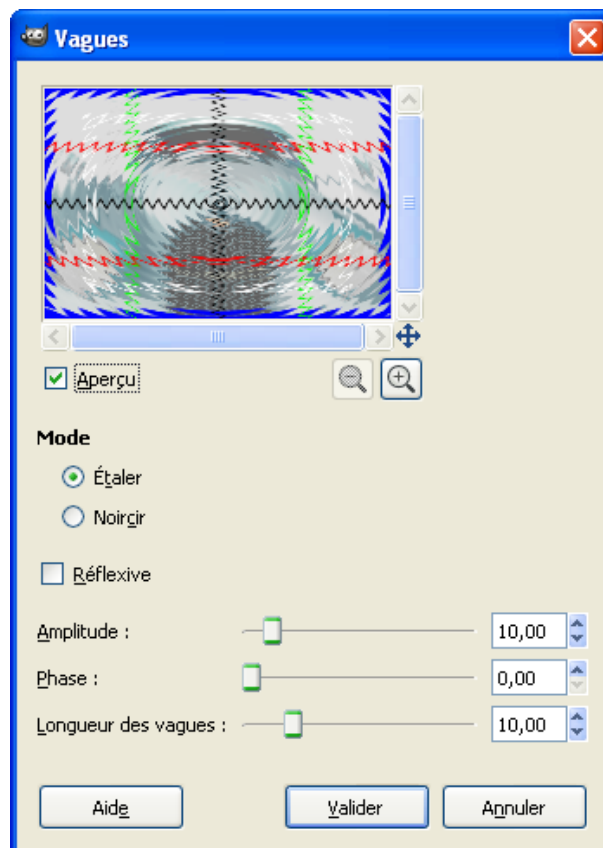 Vagues
Aperçu
Mode
Étaler
Noircir
Réflexive
Amplitude : 10,00
Phase : 0,00
Longueur des vagues : 10,00
Aide Valider Annuler